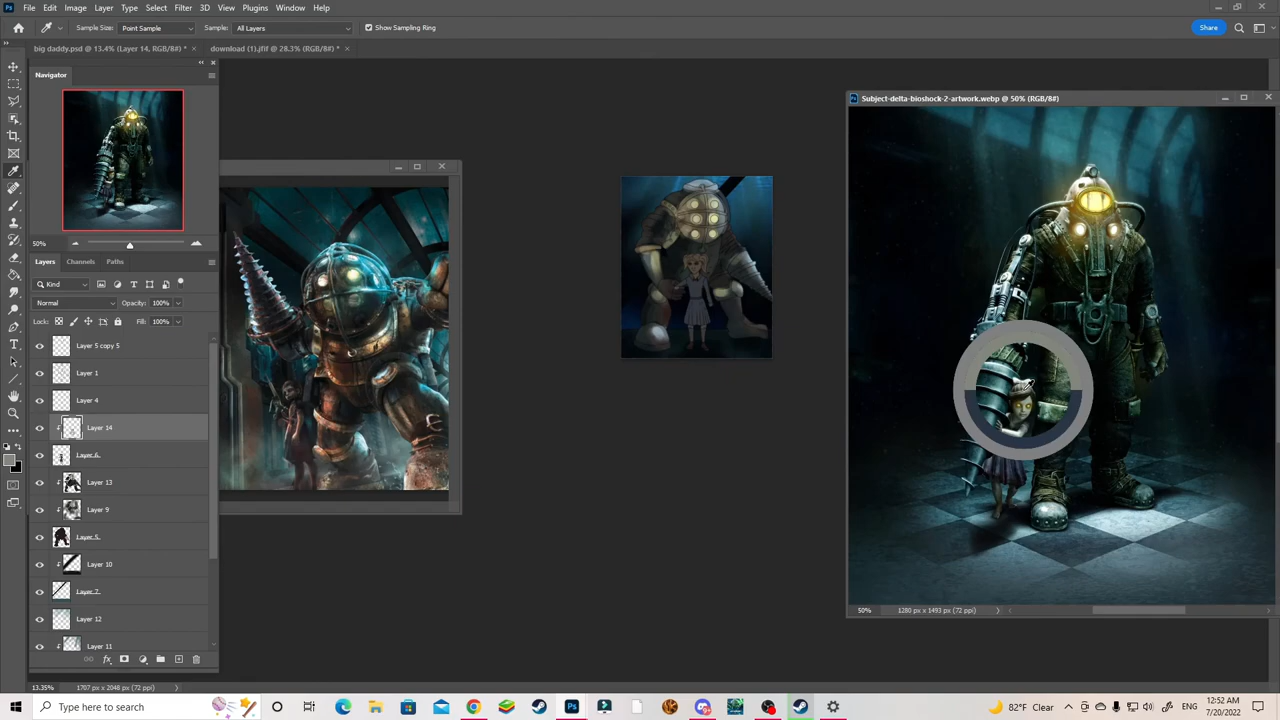 File Edit Image Layer Type Select Filter 3D View Plugins Window Help
Sample Size: Point Sample Sample: All Layers Show Sampling Ring Share
big daddy.psd @ 13.4% (Layer 14, RGB/8#) * × download (1).jfif @ 28.3% (RGB/8#) * ×
Navigator
Subject-delta-bioshock-2-artwork.webp @ 50% (RGB/8#)
50%
Layers Channels Paths
Kind
Normal Opacity: 100%
Lock: Fill: 100%
Layer 5 copy 5
Layer 1
Layer 4
Layer 14
Layer 6
Layer 13
Layer 9
Layer 5
Layer 10
Layer 7
Layer 12
Layer 11
50% 1280 px x 1493 px (72 ppi)
13.35% 1707 px x 2048 px (72 ppi)
Type here to search
82°F Clear
12:52 AM
7/20/2022